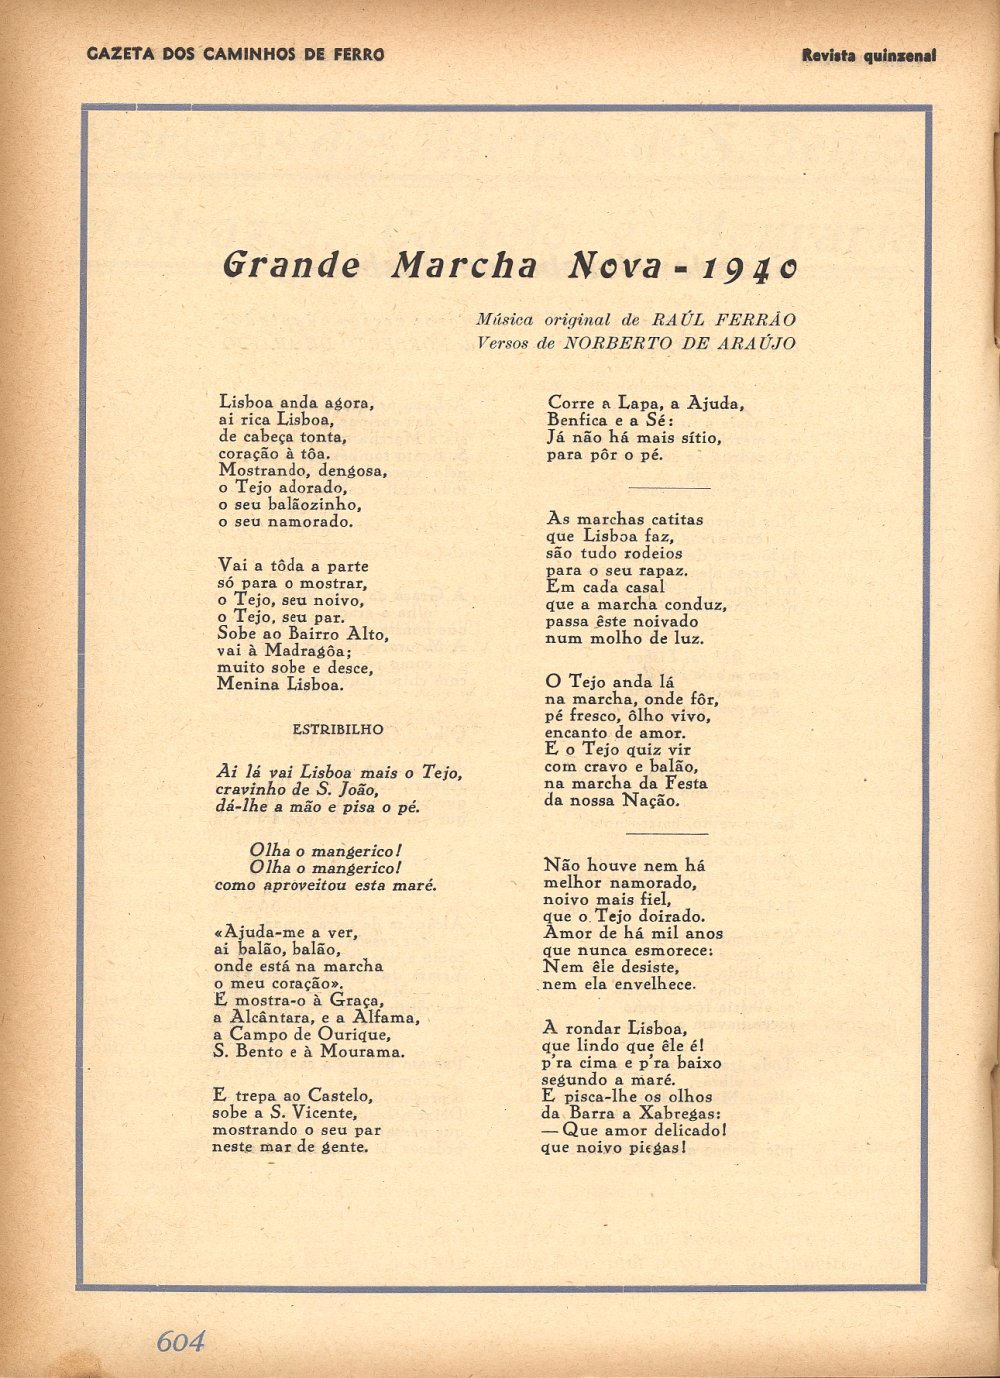 GAZETA DOS CAMINHOS DE FERRO
Revista quinzenal
Grande Marcha Nova - 1940
Música original de RAÚL FERRÃO
Versos de NORBERTO DE ARAÚJO
Lisboa anda agora,
ai rica Lisboa,
de cabeça tonta,
coração à tôa.
Mostrando, dengosa,
o Tejo adorado,
o seu balãozinho,
o seu namorado.
Vai a tôda a parte
só para o mostrar,
o Tejo, seu noivo,
o Tejo, seu par.
Sobe ao Bairro Alto,
vai à Madragôa;
muito sobe e desce,
Menina Lisboa.
ESTRIBILHO
Ai lá vai Lisboa mais o Tejo,
cravinho de S. João,
dá-lhe a mão e pisa o pé.
Olha o mangerico!
Olha o mangerico!
como aproveitou esta maré.
«Ajuda-me a ver,
ai balão, balão,
onde está na marcha
o meu coração».
E mostra-o à Graça,
a Alcântara, e a Alfama,
a Campo de Ourique,
S. Bento e à Mourama.
E trepa ao Castelo,
sobe a S. Vicente,
mostrando o seu par
neste mar de gente.
Corre a Lapa, a Ajuda,
Benfica e a Sé:
Já não há mais sítio,
para pôr o pé.
As marchas catitas
que Lisboa faz,
são tudo rodeios
para o seu rapaz.
Em cada casal
que a marcha conduz,
passa êste noivado
num molho de luz.
O Tejo anda lá
na marcha, onde fôr,
pé fresco, ôlho vivo,
encanto de amor.
E o Tejo quiz vir
com cravo e balão,
na marcha da Festa
da nossa Nação.
Não houve nem há
melhor namorado,
noivo mais fiel,
que o Tejo doirado.
Amor de há mil anos
que nunca esmorece:
Nem êle desiste,
nem ela envelhece.
A rondar Lisboa,
que lindo que êle é!
p'ra cima e p'ra baixo
segundo a maré.
E pisca-lhe os olhos
da Barra a Xabregas:
— Que amor delicado!
que noivo piegas!
604